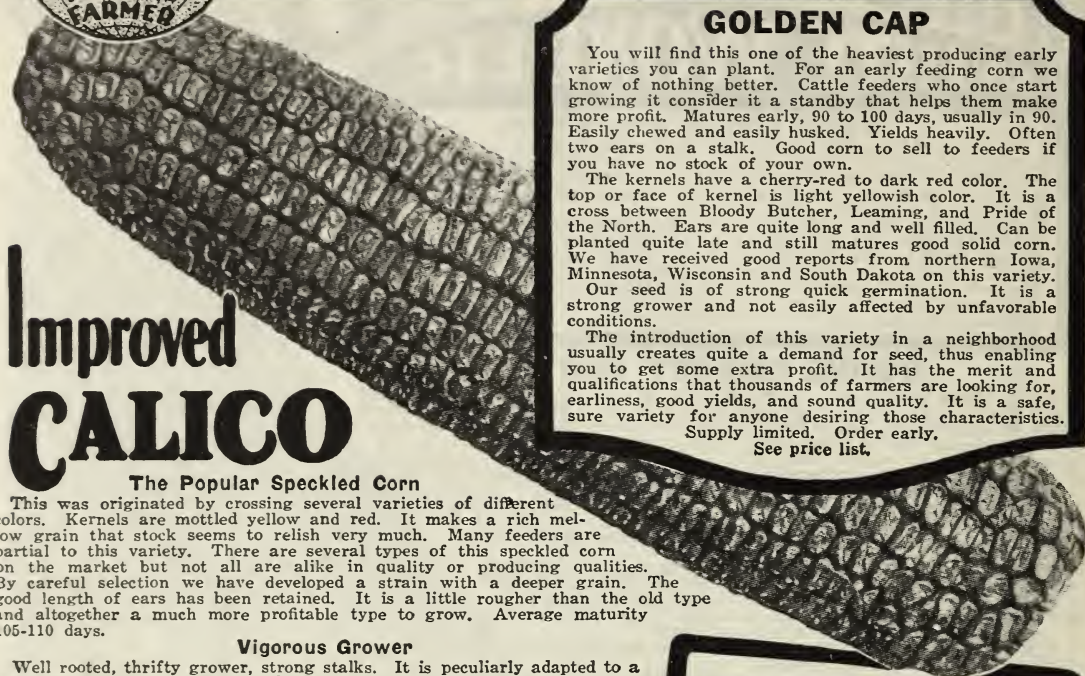 FARMER
GOLDEN CAP
You will find this one of the heaviest producing early
varieties you can plant. For an early feeding corn we
know of nothing better. Cattle feeders who once start
growing it consider it a standby that helps them make
more profit. Matures early, 90 to 100 days, usually in 90.
Easily chewed and easily husked. Yields heavily. Often
two ears on a stalk. Good corn to sell to feeders if
you have no stock of your own.
The kernels have a cherry-red to dark red color. The
top or face of kernel is light yellowish color. It is a
cross between Bloody Butcher, Leaming, and Pride of
the North. Ears are quite long and well filled. Can be
planted quite late and still matures good solid corn.
We have received good reports from northern Iowa,
Minnesota, Wisconsin and South Dakota on this variety.
Our seed is of strong quick germination. It is a
strong grower and not easily affected by unfavorable
conditions.
The introduction of this variety in a neighborhood
usually creates quite a demand for seed, thus enabling
you to get some extra profit. It has the merit and
qualifications that thousands of farmers are looking for,
earliness, good yields, and sound quality. It is a safe,
sure variety for anyone desiring those characteristics.
Supply limited. Order early.
See price list.
Improved
CALICO
The Popular Speckled Corn
This was originated by crossing several varieties of different
olors. Kernels are mottled yellow and red. It makes a rich mel-
ow grain that stock seems to relish very much. Many feeders are
partial to this variety. There are several types of this speckled corn
on the market but not all are alike in quality or producing qualities.
By careful selection we have developed a strain with a deeper grain. The
good length of ears has been retained. It is a little rougher than the old type
and altogether a much more profitable type to grow. Average maturity
105-110 days.
Vigorous Grower
Well rooted, thrifty grower, strong stalks. It is peculiarly adapted to a